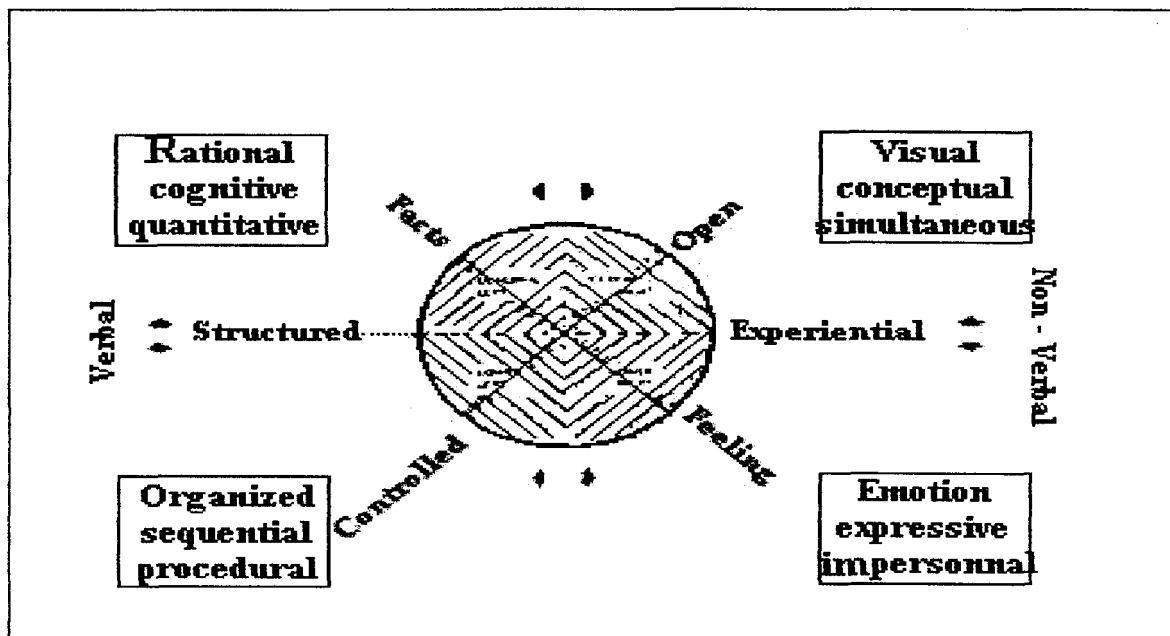 Rational
cognitive
quantitative
Visual
conceptual
simultaneous
Facts
Open
Verbal
Structured
Experiential
Non - Verbal
Controlled
Feeling
Organized
sequential
procedural
Emotion
expressive
impersonnal